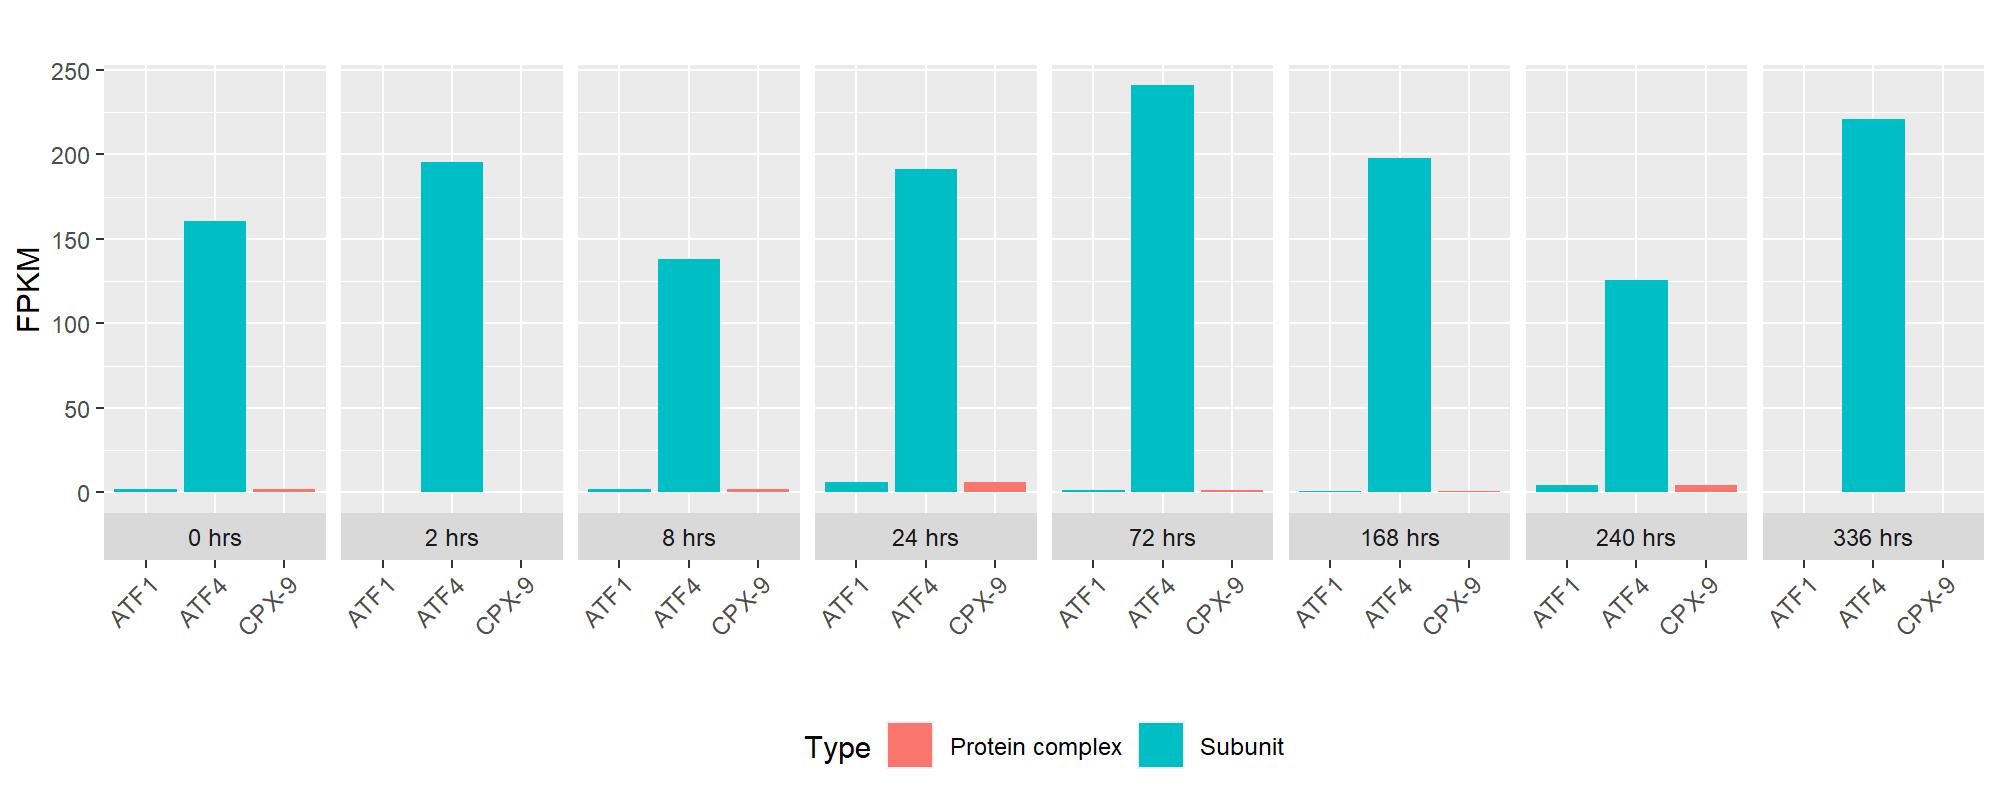 250
200
150
100
50
0
FPKM
0 hrs 2 hrs 8 hrs 24 hrs 72 hrs 168 hrs 240 hrs 336 hrs
ATF1 ATF4 CPX-9 ATF1 ATF4 CPX-9 ATF1 ATF4 CPX-9 ATF1 ATF4 CPX-9 ATF1 ATF4 CPX-9 ATF1 ATF4 CPX-9 ATF1 ATF4 CPX-9 ATF1 ATF4 CPX-9
Type Protein complex Subunit